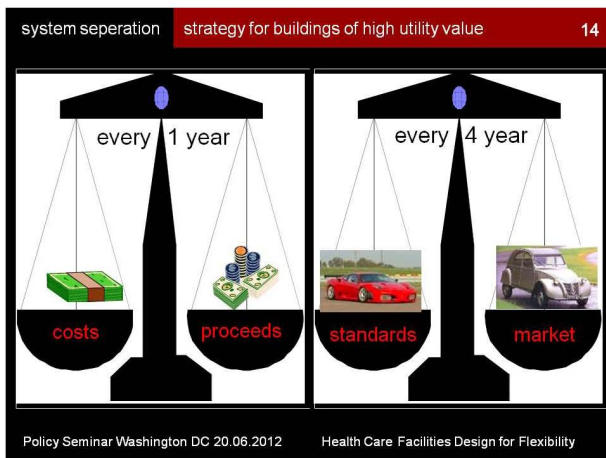 system seperation strategy for buildings of high utility value 14
every 1 year
costs proceeds
every 4 year
standards market
Policy Seminar Washington DC 20.06.2012 Health Care Facilities Design for Flexibility